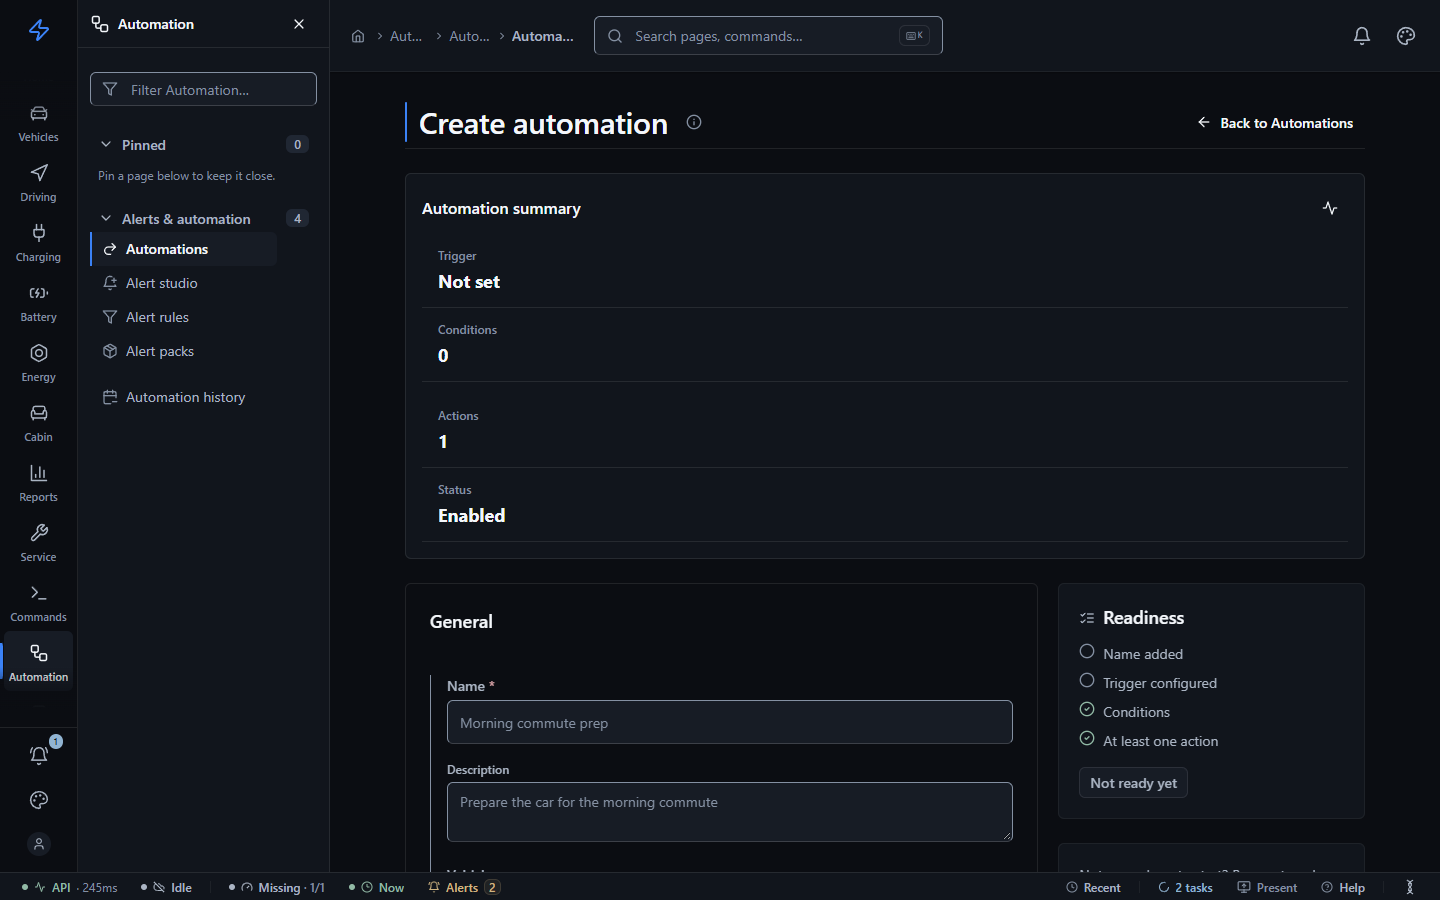 Automation
Filter Automation...
Pinned
0
Pin a page below to keep it close.
Alerts & automation
4
Automations
Alert studio
Alert rules
Alert packs
Automation history
Vehicles
Driving
Charging
Battery
Energy
Cabin
Reports
Service
Commands
Automation
1
Aut...
Auto...
Automa...
Search pages, commands...
K
Create automation
Back to Automations
Automation summary
Trigger
Not set
Conditions
0
Actions
1
Status
Enabled
General
Name *
Morning commute prep
Description
Prepare the car for the morning commute
Readiness
Name added
Trigger configured
Conditions
At least one action
Not ready yet
API · 245ms
Idle
Missing · 1/1
Now
Alerts 2
Recent
2 tasks
Present
Help